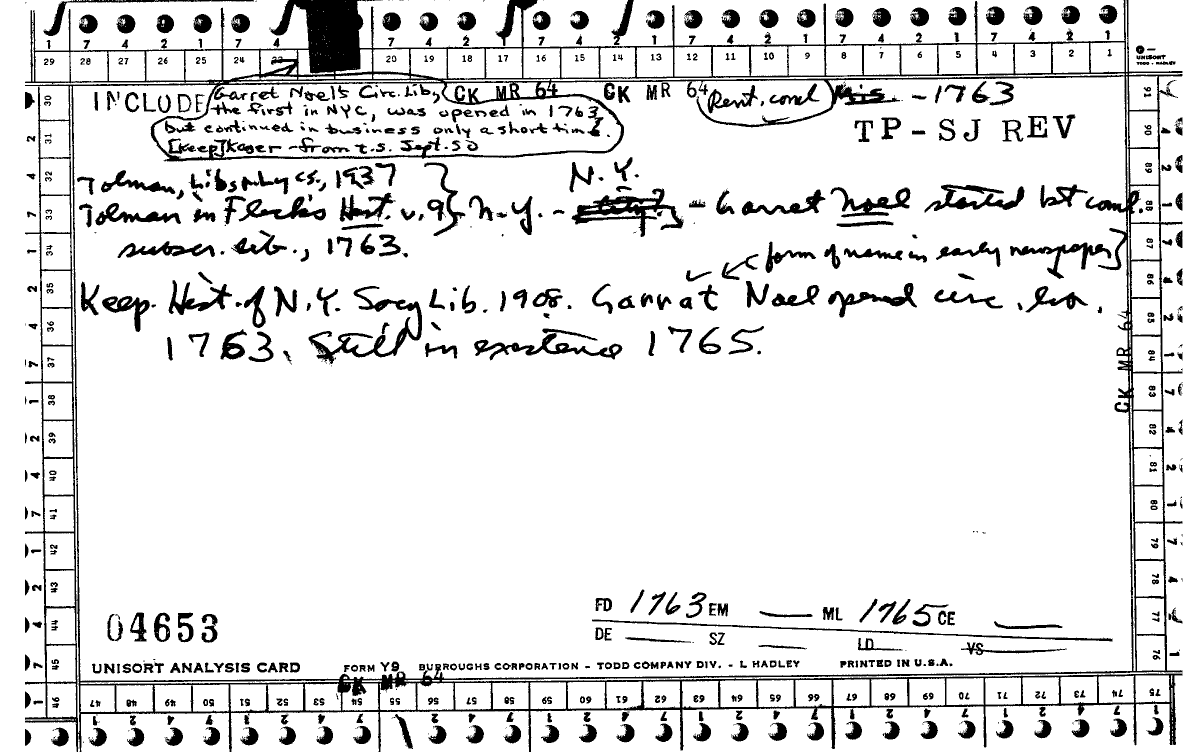 1 7 4 2 1 7 4 7 4 2 1 7 4 2 1 7 4 2 1 7 4 2 1
29 28 27 26 25 24 23 20 19 18 17 16 15 14 13 12 11 10 9 8 7 6 5 4 3 2 1
UNISORT
TODD - HADLEY
INCLUDE Garret Noel's Circ. Lib, CK MR 64 CK MR 64 Rent. coml Mis. - 1763
the first in NYC, was opened in 1763,
but continued in business only a short time.
[Keep] Kaser - from t.s. Sept. 50
TP - SJ REV
Tolman, Libs 1937
Tolman in Flick's Hist. v. 9} N.Y. - N.Y. - Garret Noel started 1st coml.
subscr. lib., 1763.
(form of name in early newspaper}
Keep. Hist. of N.Y. Socy Lib. 1908. Garrat Noel opened circ. lib.
1763. Still in existence 1765.
30 31 32 33 34 35 36 37 38 39 40 41 42 43 44 45 46
91 90 89 88 87 86 85 84 83 82 81 80 79 78 77 76
CK MR 64
04653
FD 1763 EM ML 1765 CE
DE SZ LD VS
UNISORT ANALYSIS CARD FORM Y9 BURROUGHS CORPORATION - TODD COMPANY DIV. - L HADLEY PRINTED IN U.S.A.
CK MR 64
47 48 49 50 51 52 53 54 55 56 57 58 59 60 61 62 63 64 65 66 67 68 69 70 71 72 73 74 75